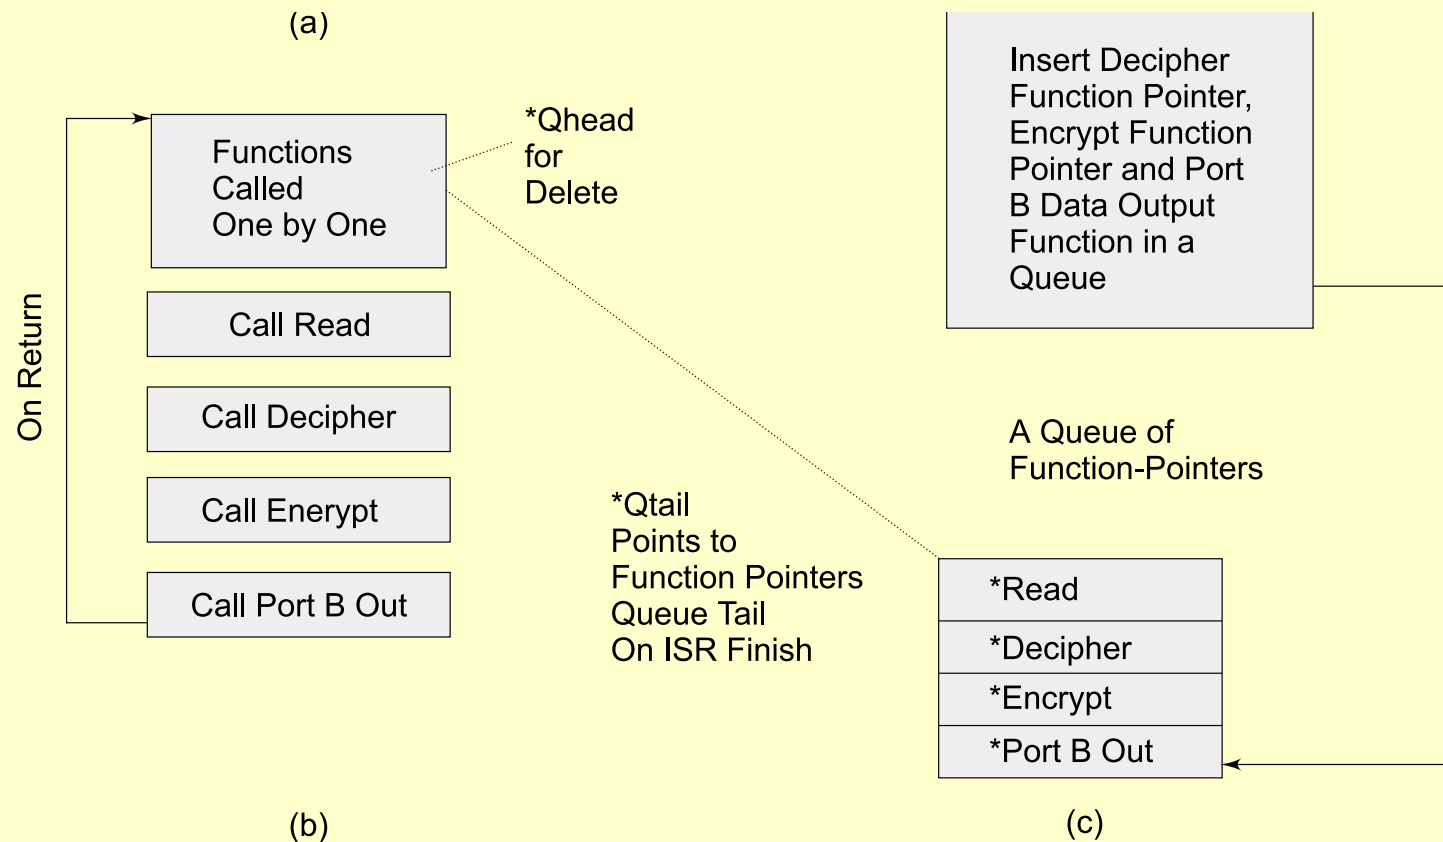 (a)
Functions
Called
One by One
*Qhead
for
Delete
On Return
Call Read
Call Decipher
Call Enerypt
Call Port B Out
*Qtail
Points to
Function Pointers
Queue Tail
On ISR Finish
(b)
Insert Decipher
Function Pointer,
Encrypt Function
Pointer and Port
B Data Output
Function in a
Queue
A Queue of
Function-Pointers
*Read
*Decipher
*Encrypt
*Port B Out
(c)